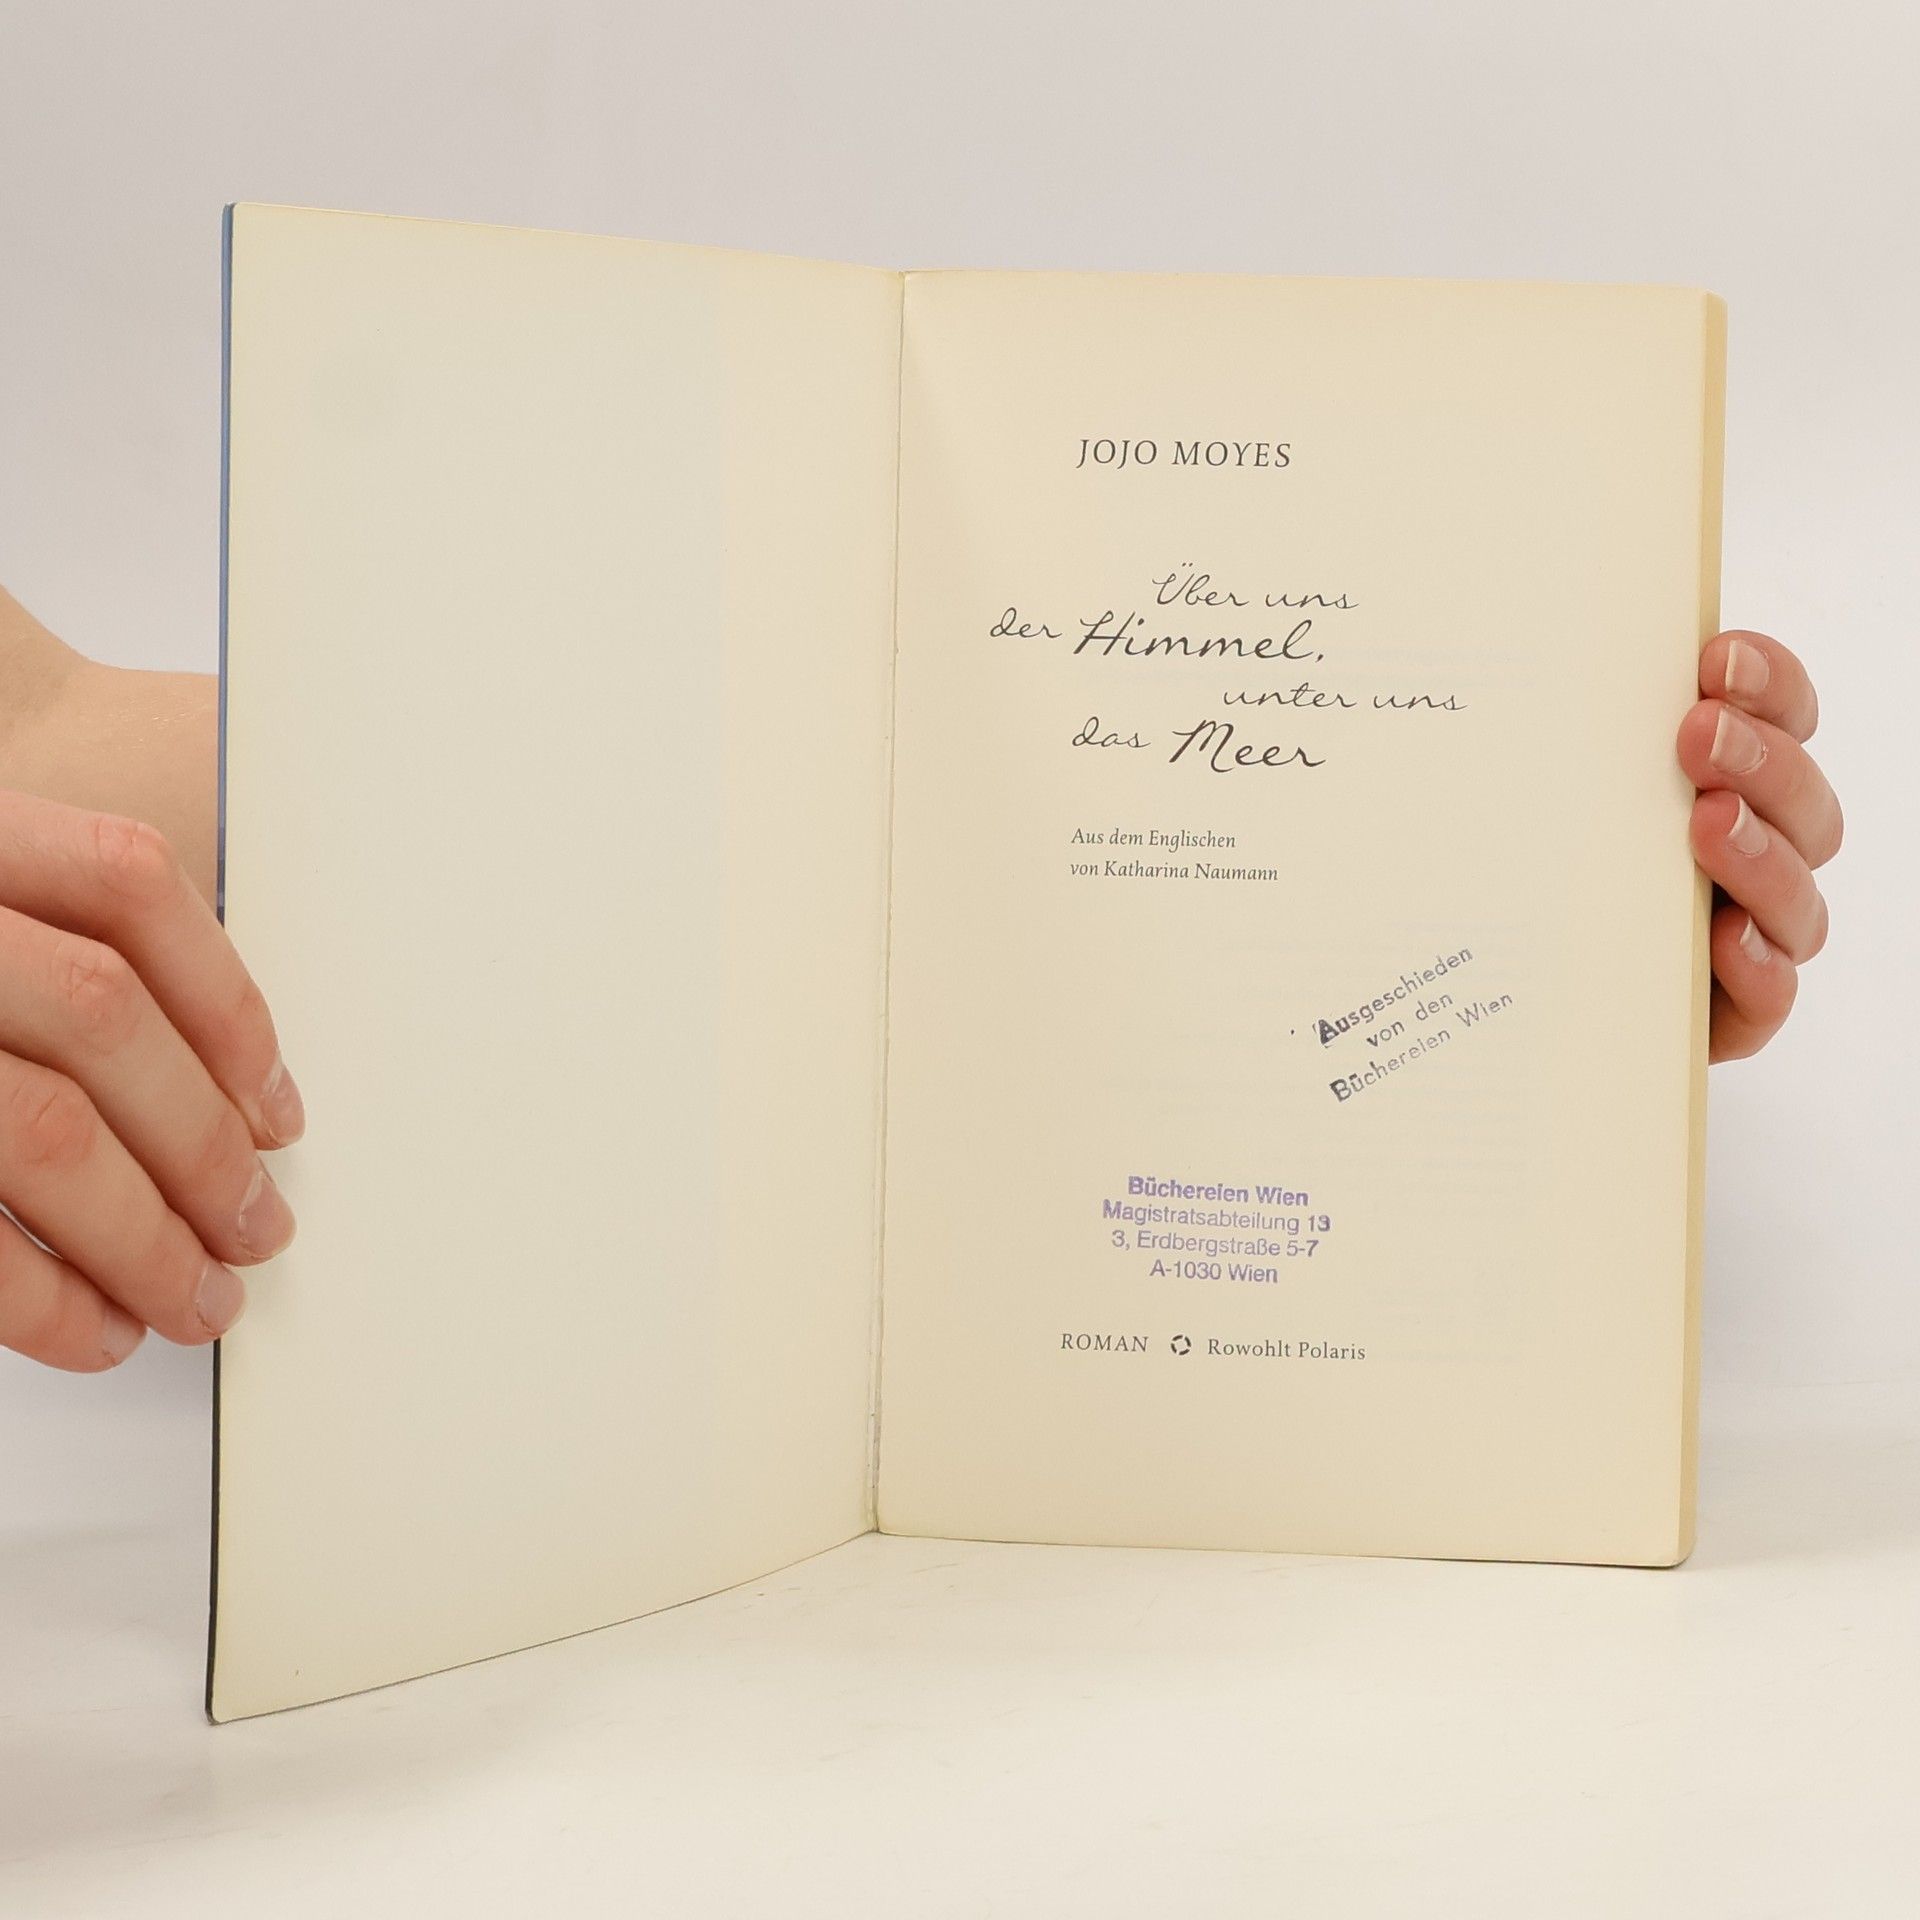 JOJO MOYES
Über uns
der Himmel,
unter uns
das Meer
Aus dem Englischen
von Katharina Naumann
Ausgeschieden
von den
Büchereien Wien
Büchereien Wien
Magistratsabteilung 13
3, Erdbergstraße 5-7
A-1030 Wien
ROMAN Rowohlt Polaris